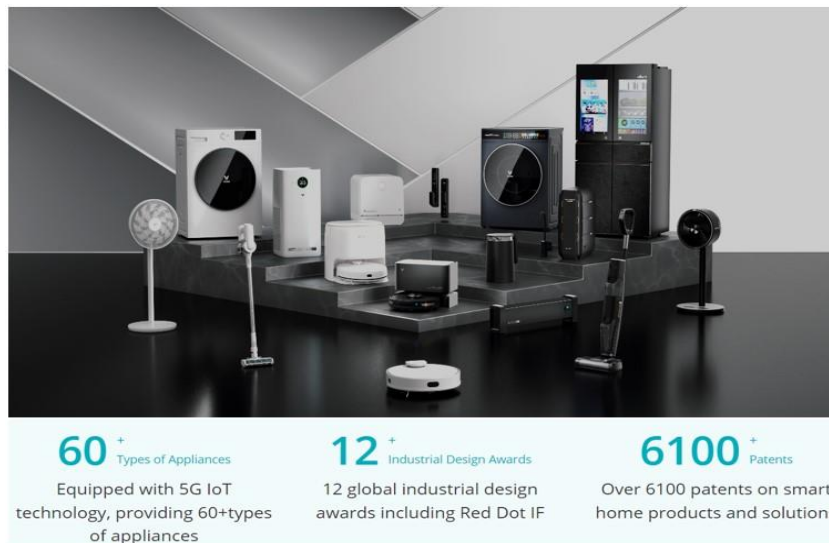 60 +
Types of Appliances
Equipped with 5G IoT
technology, providing 60+types
of appliances
12 +
Industrial Design Awards
12 global industrial design
awards including Red Dot IF
6100 +
Patents
Over 6100 patents on smart
home products and solution